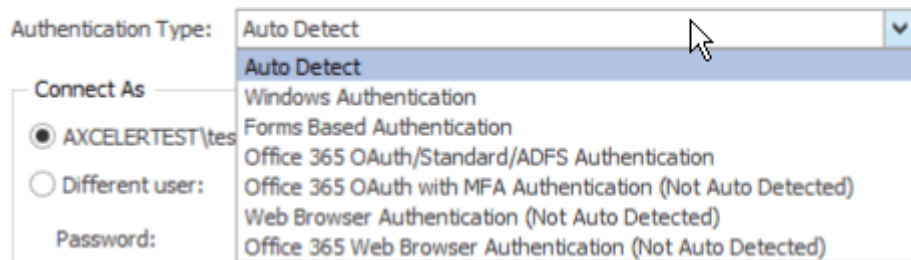 Authentication Type: Auto Detect
Auto Detect
Connect As
Windows Authentication
Forms Based Authentication
AXCELERTEST\tes
Office 365 OAuth/Standard/ADFS Authentication
Different user:
Office 365 OAuth with MFA Authentication (Not Auto Detected)
Web Browser Authentication (Not Auto Detected)
Password:
Office 365 Web Browser Authentication (Not Auto Detected)